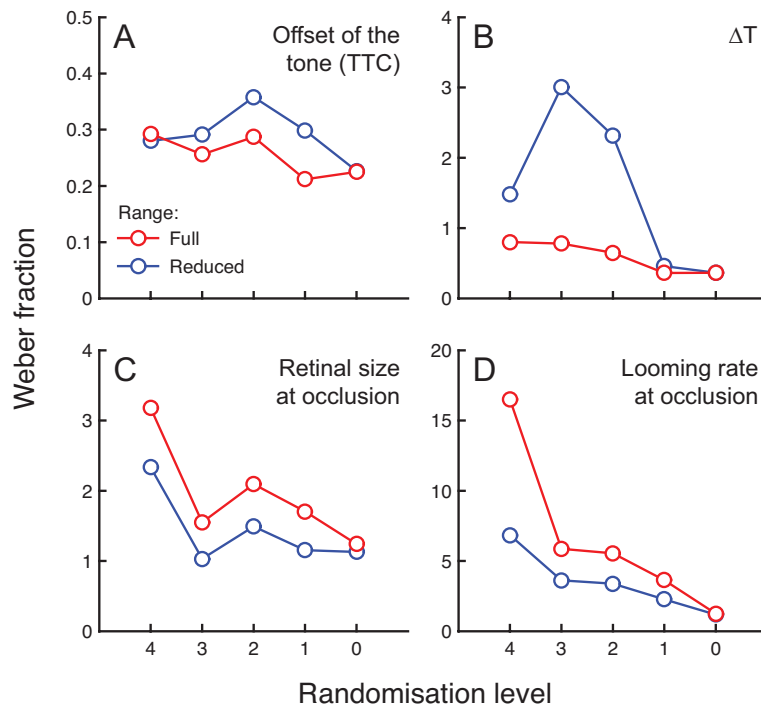 A
Offset of the
tone (TTC)
0.5
0.4
0.3
0.2
0.1
0
Range:
Full
Reduced
B
ΔT
4
3
2
1
0
Weber fraction
C
Retinal size
at occlusion
4
3
2
1
0
4 3 2 1 0
D
Looming rate
at occlusion
20
15
10
5
0
4 3 2 1 0
Randomisation level